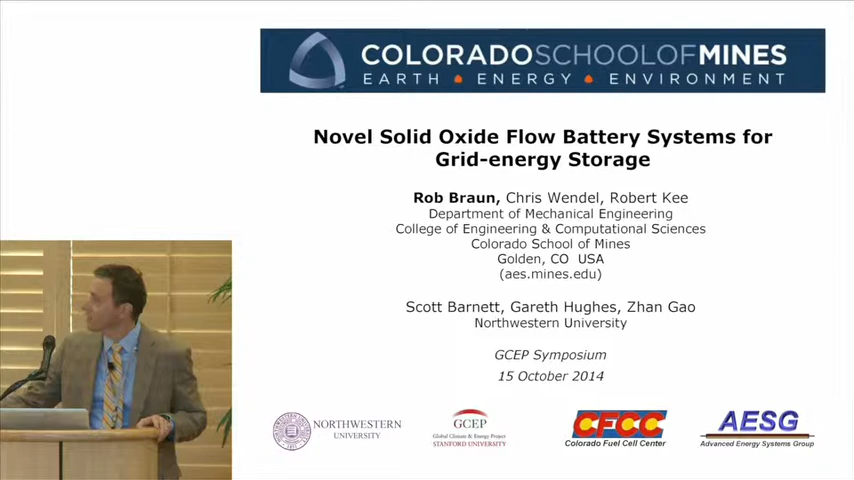 COLORADOSCHOOLOFMINES
EARTH • ENERGY • ENVIRONMENT
Novel Solid Oxide Flow Battery Systems for
Grid-energy Storage
Rob Braun, Chris Wendel, Robert Kee
Department of Mechanical Engineering
College of Engineering & Computational Sciences
Colorado School of Mines
Golden, CO USA
(aes.mines.edu)
Scott Barnett, Gareth Hughes, Zhan Gao
Northwestern University
GCEP Symposium
15 October 2014
NORTHWESTERN
UNIVERSITY
GCEP
Global Climate & Energy Project
STANFORD UNIVERSITY
CFCC
Colorado Fuel Cell Center
AESG
Advanced Energy Systems Group